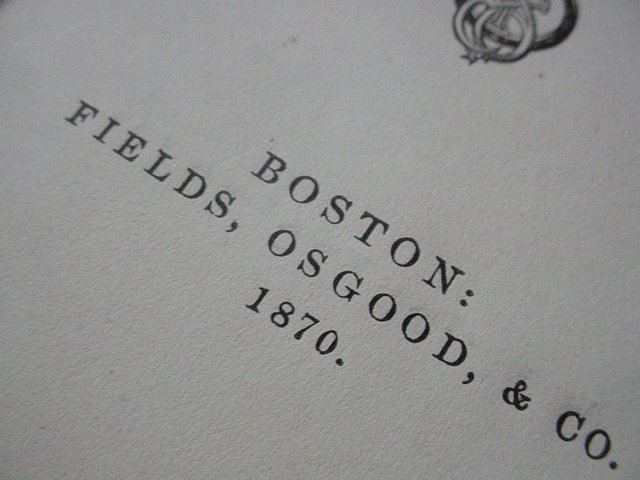 BOSTON:
FIELDS, OSGOOD, & CO.
1870.